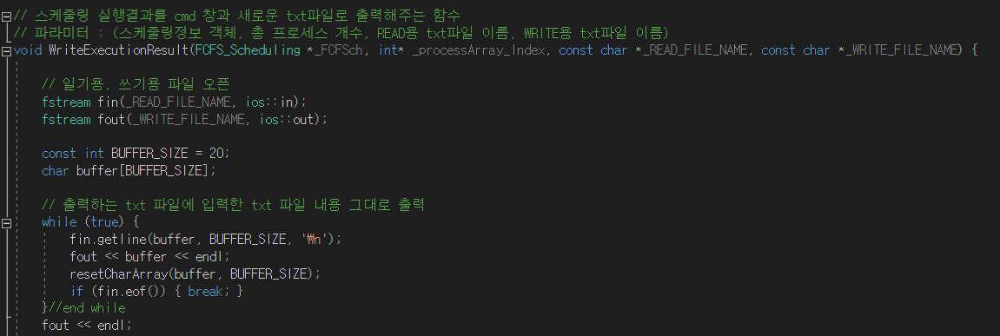 // 스케줄링 실행결과를 cmd 창과 새로운 txt파일로 출력해주는 함수
// 파라미터 : (스케줄링정보 객체, 총 프로세스 개수, READ용 txt파일 이름, WRITE용 txt파일 이름)
void WriteExecutionResult(FCFS_Scheduling *_FCFSch, int* _processArray_Index, const char *_READ_FILE_NAME, const char *_WRITE_FILE_NAME) {
// 일기용, 쓰기용 파일 오픈
fstream fin(_READ_FILE_NAME, ios::in);
fstream fout(_WRITE_FILE_NAME, ios::out);
const int BUFFER_SIZE = 20;
char buffer[BUFFER_SIZE];
// 출력하는 txt 파일에 입력한 txt 파일 내용 그대로 출력
while (true) {
fin.getline(buffer, BUFFER_SIZE, '₩n');
fout << buffer << endl;
resetCharArray(buffer, BUFFER_SIZE);
if (fin.eof()) { break; }
}//end while
fout << endl;